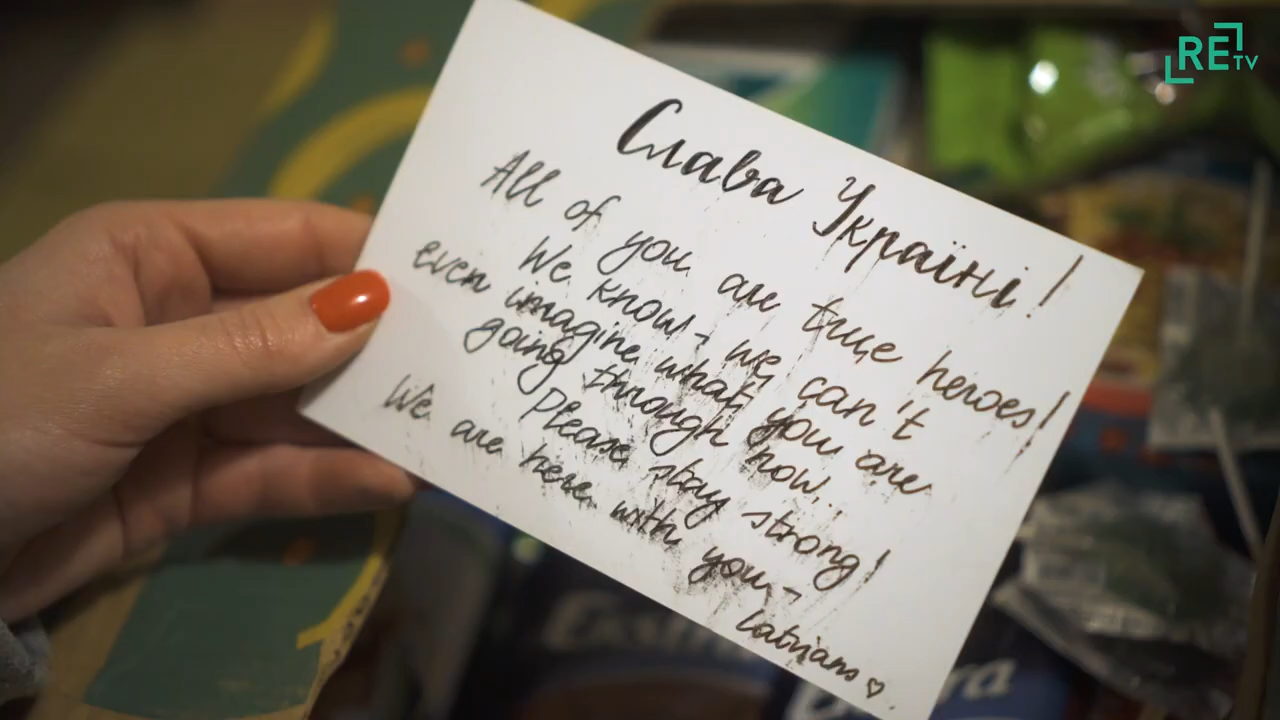 RE TV
Слава Україні!
All of you are true heroes!
We know - we can't
even imagine what you are
going through now.
Please stay strong!
We are here with you -
Latvians ♡.